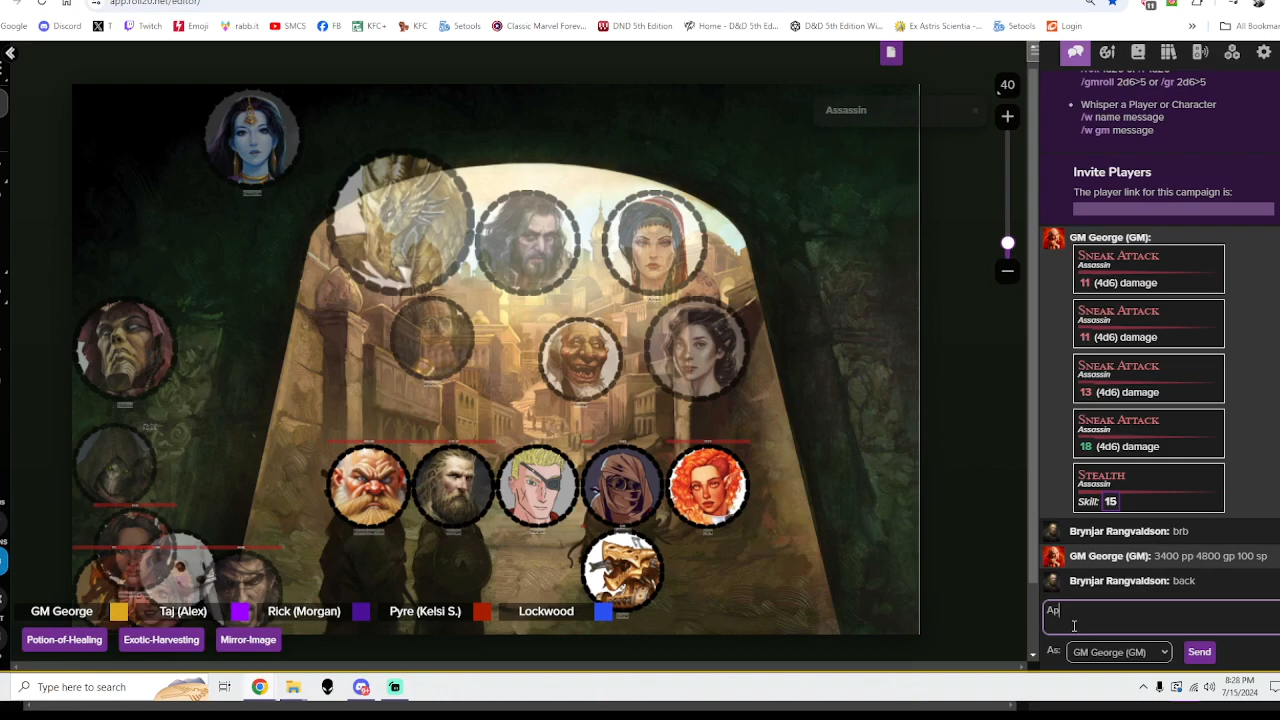 app.roll20.net/editor/
Google Discord T Twitch Emoji rabb.it SMCS FB KFC+ KFC 5etools Classic Marvel Forev... DND 5th Edition Home - D&D 5th Ed... D&D 5th Edition Wi... Ex Astris Scientia -... 5etools Login » All Bookmar
/gmroll 2d6>5 or /gr 2d6>5
• Whisper a Player or Character
/w name message
/w gm message
Invite Players
The player link for this campaign is:
40
Assassin ×
GM George (GM):
SNEAK ATTACK
Assassin
11 (4d6) damage
SNEAK ATTACK
Assassin
11 (4d6) damage
SNEAK ATTACK
Assassin
13 (4d6) damage
SNEAK ATTACK
Assassin
18 (4d6) damage
STEALTH
Assassin
Skill: 15
Brynjar Rangvaldson: brb
GM George (GM): 3400 pp 4800 gp 100 sp
Brynjar Rangvaldson: back
Ap
As: GM George (GM) Send
GM George Taj (Alex) Rick (Morgan) Pyre (Kelsi S.) Lockwood
Potion-of-Healing Exotic-Harvesting Mirror-Image
Type here to search
8:28 PM
7/15/2024